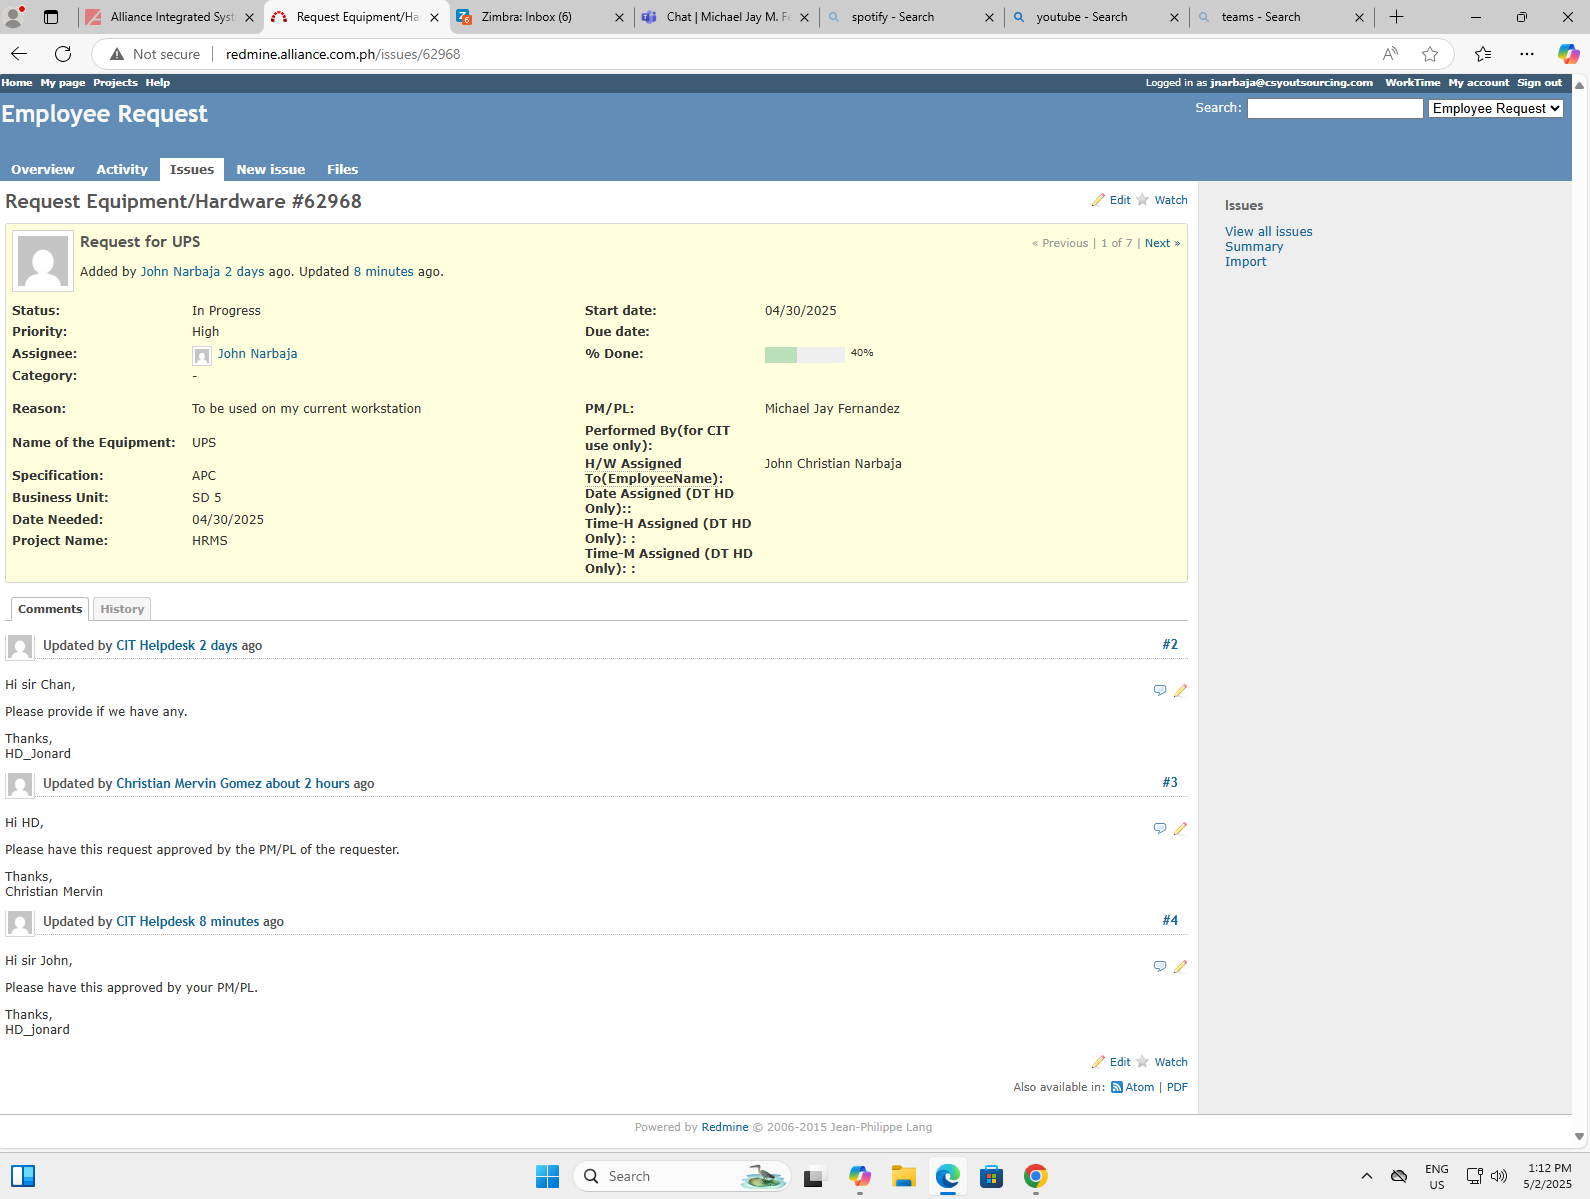 Alliance Integrated Syst
Request Equipment/Ha
Zimbra: Inbox (6)
Chat | Michael Jay M. Fe
spotify - Search
youtube - Search
teams - Search
Not secure
redmine.alliance.com.ph/issues/62968
Home My page Projects Help
Logged in as jnarbaja@csyoutsourcing.com WorkTime My account Sign out
Employee Request
Search:
Employee Request
Overview Activity Issues New issue Files
Request Equipment/Hardware #62968
Edit Watch
Issues
View all issues
Summary
Import
Request for UPS
« Previous | 1 of 7 | Next »
Added by John Narbaja 2 days ago. Updated 8 minutes ago.
Status: In Progress
Start date: 04/30/2025
Priority: High
Due date:
Assignee: John Narbaja
% Done: 40%
Category: -
Reason: To be used on my current workstation
PM/PL: Michael Jay Fernandez
Performed By(for CIT
use only):
Name of the Equipment: UPS
H/W Assigned
To(EmployeeName): John Christian Narbaja
Specification: APC
Date Assigned (DT HD
Only)::
Business Unit: SD 5
Date Needed: 04/30/2025
Time-H Assigned (DT HD
Only): :
Project Name: HRMS
Time-M Assigned (DT HD
Only): :
Comments History
Updated by CIT Helpdesk 2 days ago
#2
Hi sir Chan,
Please provide if we have any.
Thanks,
HD_Jonard
Updated by Christian Mervin Gomez about 2 hours ago
#3
Hi HD,
Please have this request approved by the PM/PL of the requester.
Thanks,
Christian Mervin
Updated by CIT Helpdesk 8 minutes ago
#4
Hi sir John,
Please have this approved by your PM/PL.
Thanks,
HD_jonard
Edit Watch
Also available in: Atom | PDF
Powered by Redmine © 2006-2015 Jean-Philippe Lang
Search
ENG
US
1:12 PM
5/2/2025